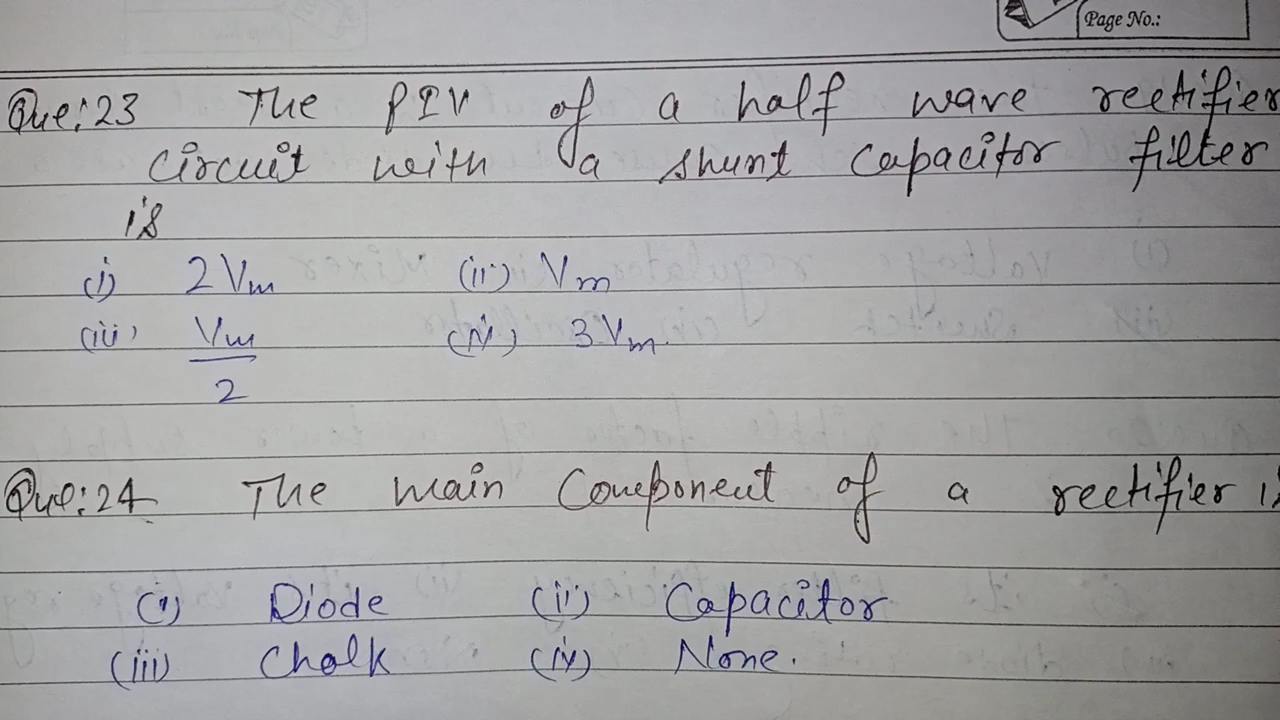 Page No.:
Que:23 The PIV of a half wave rectifier
circuit with a shunt capacitor filter
is
(i) 2Vm (ii) Vm
(iii) Vm/2 (iv) 3Vm.
Que:24 The main Component of a rectifier is
(i) Diode (ii) Capacitor
(iii) Chalk (iv) None.